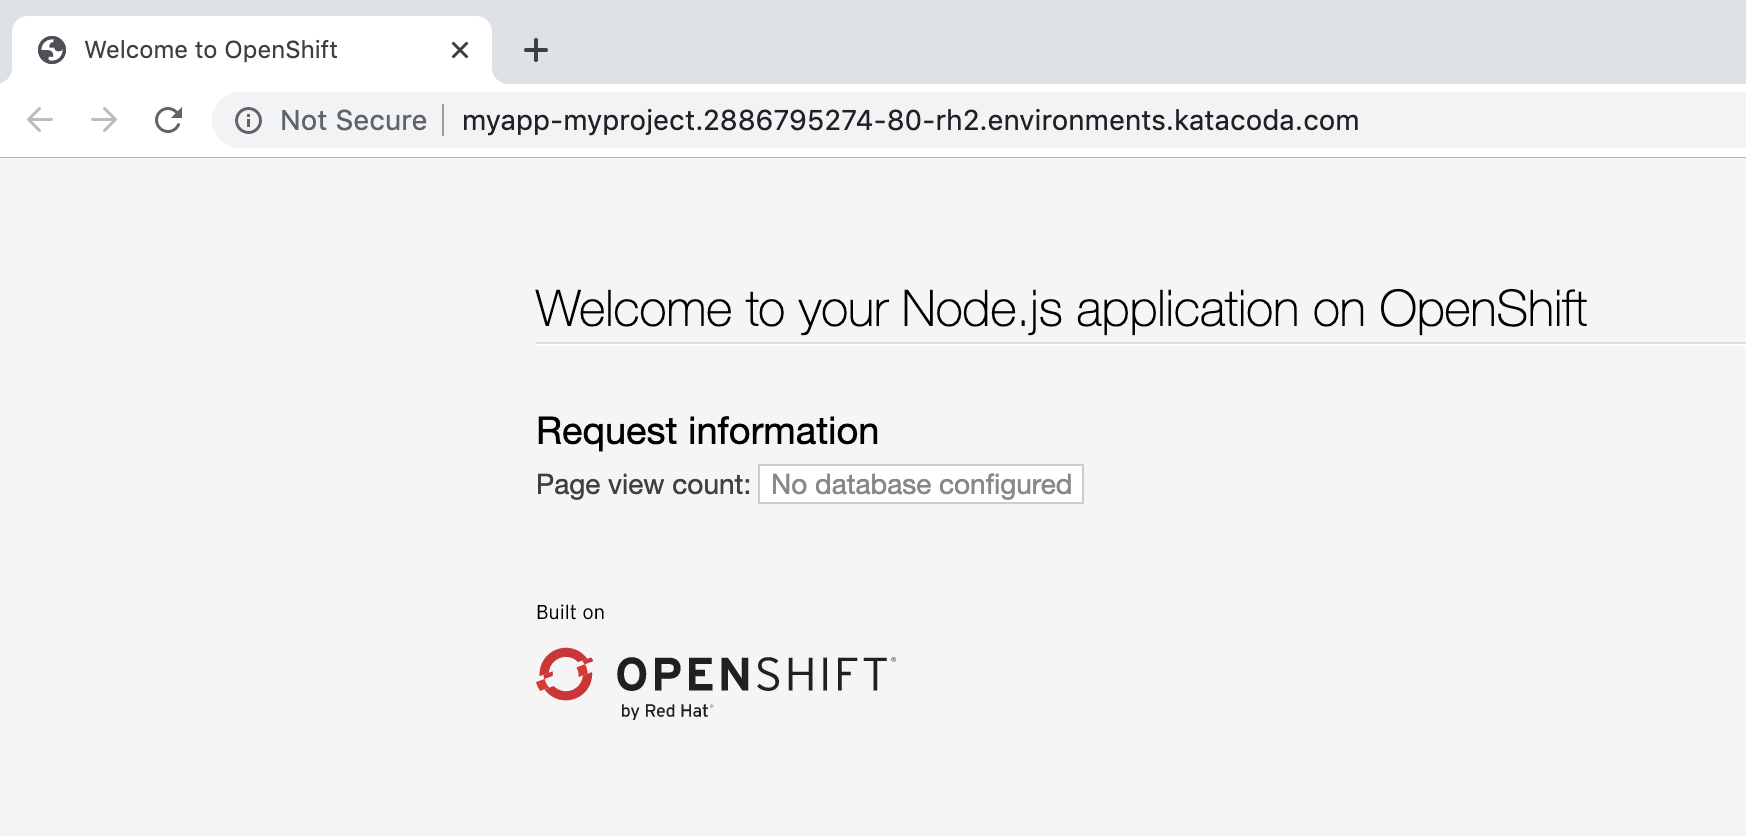 Welcome to OpenShift
Not Secure
myapp-myproject.2886795274-80-rh2.environments.katacoda.com
Welcome to your Node.js application on OpenShift
Request information
Page view count: No database configured
Built on
OPENSHIFT®
by Red Hat®